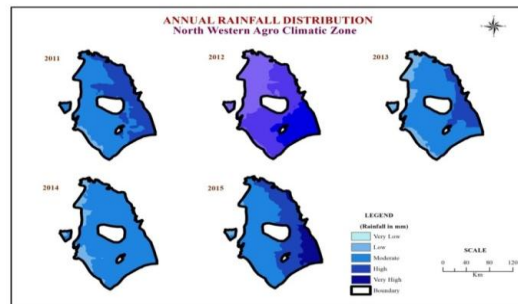 ANNUAL RAINFALL DISTRIBUTION
North Western Agro Climatic Zone
2011
2012
2013
2014
2015
LEGEND
(Rainfall in mm)
Very Low
Low
Moderate
High
Very High
Boundary
SCALE
0 40 80 120
Km